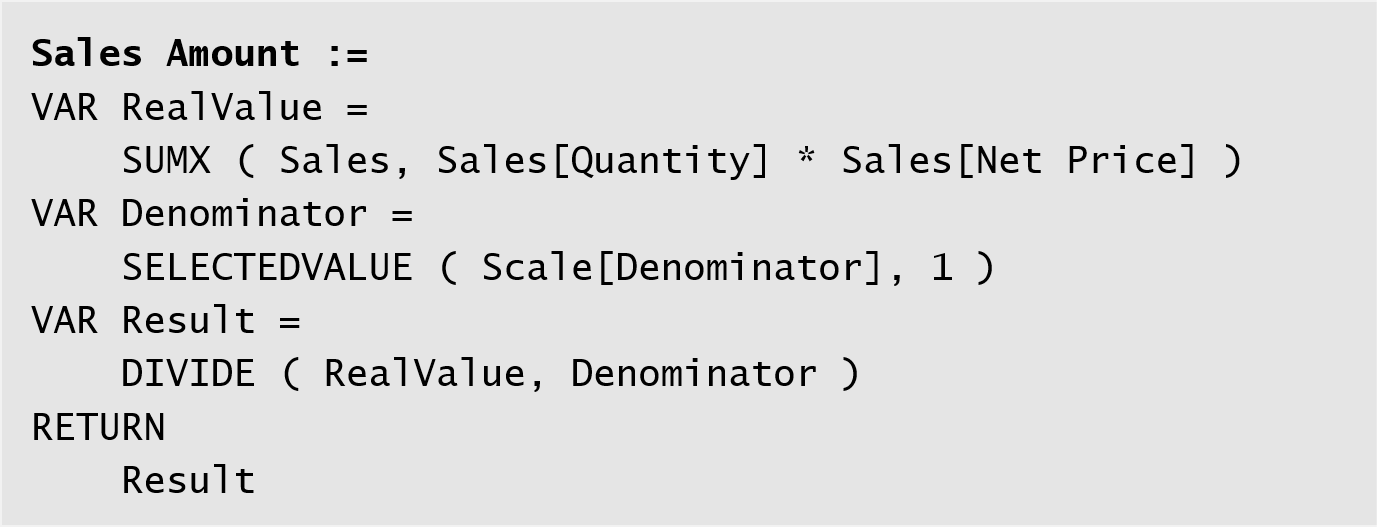 Sales Amount :=
VAR RealValue =
    SUMX ( Sales, Sales[Quantity] * Sales[Net Price] )
VAR Denominator =
    SELECTEDVALUE ( Scale[Denominator], 1 )
VAR Result =
    DIVIDE ( RealValue, Denominator )
RETURN
    Result